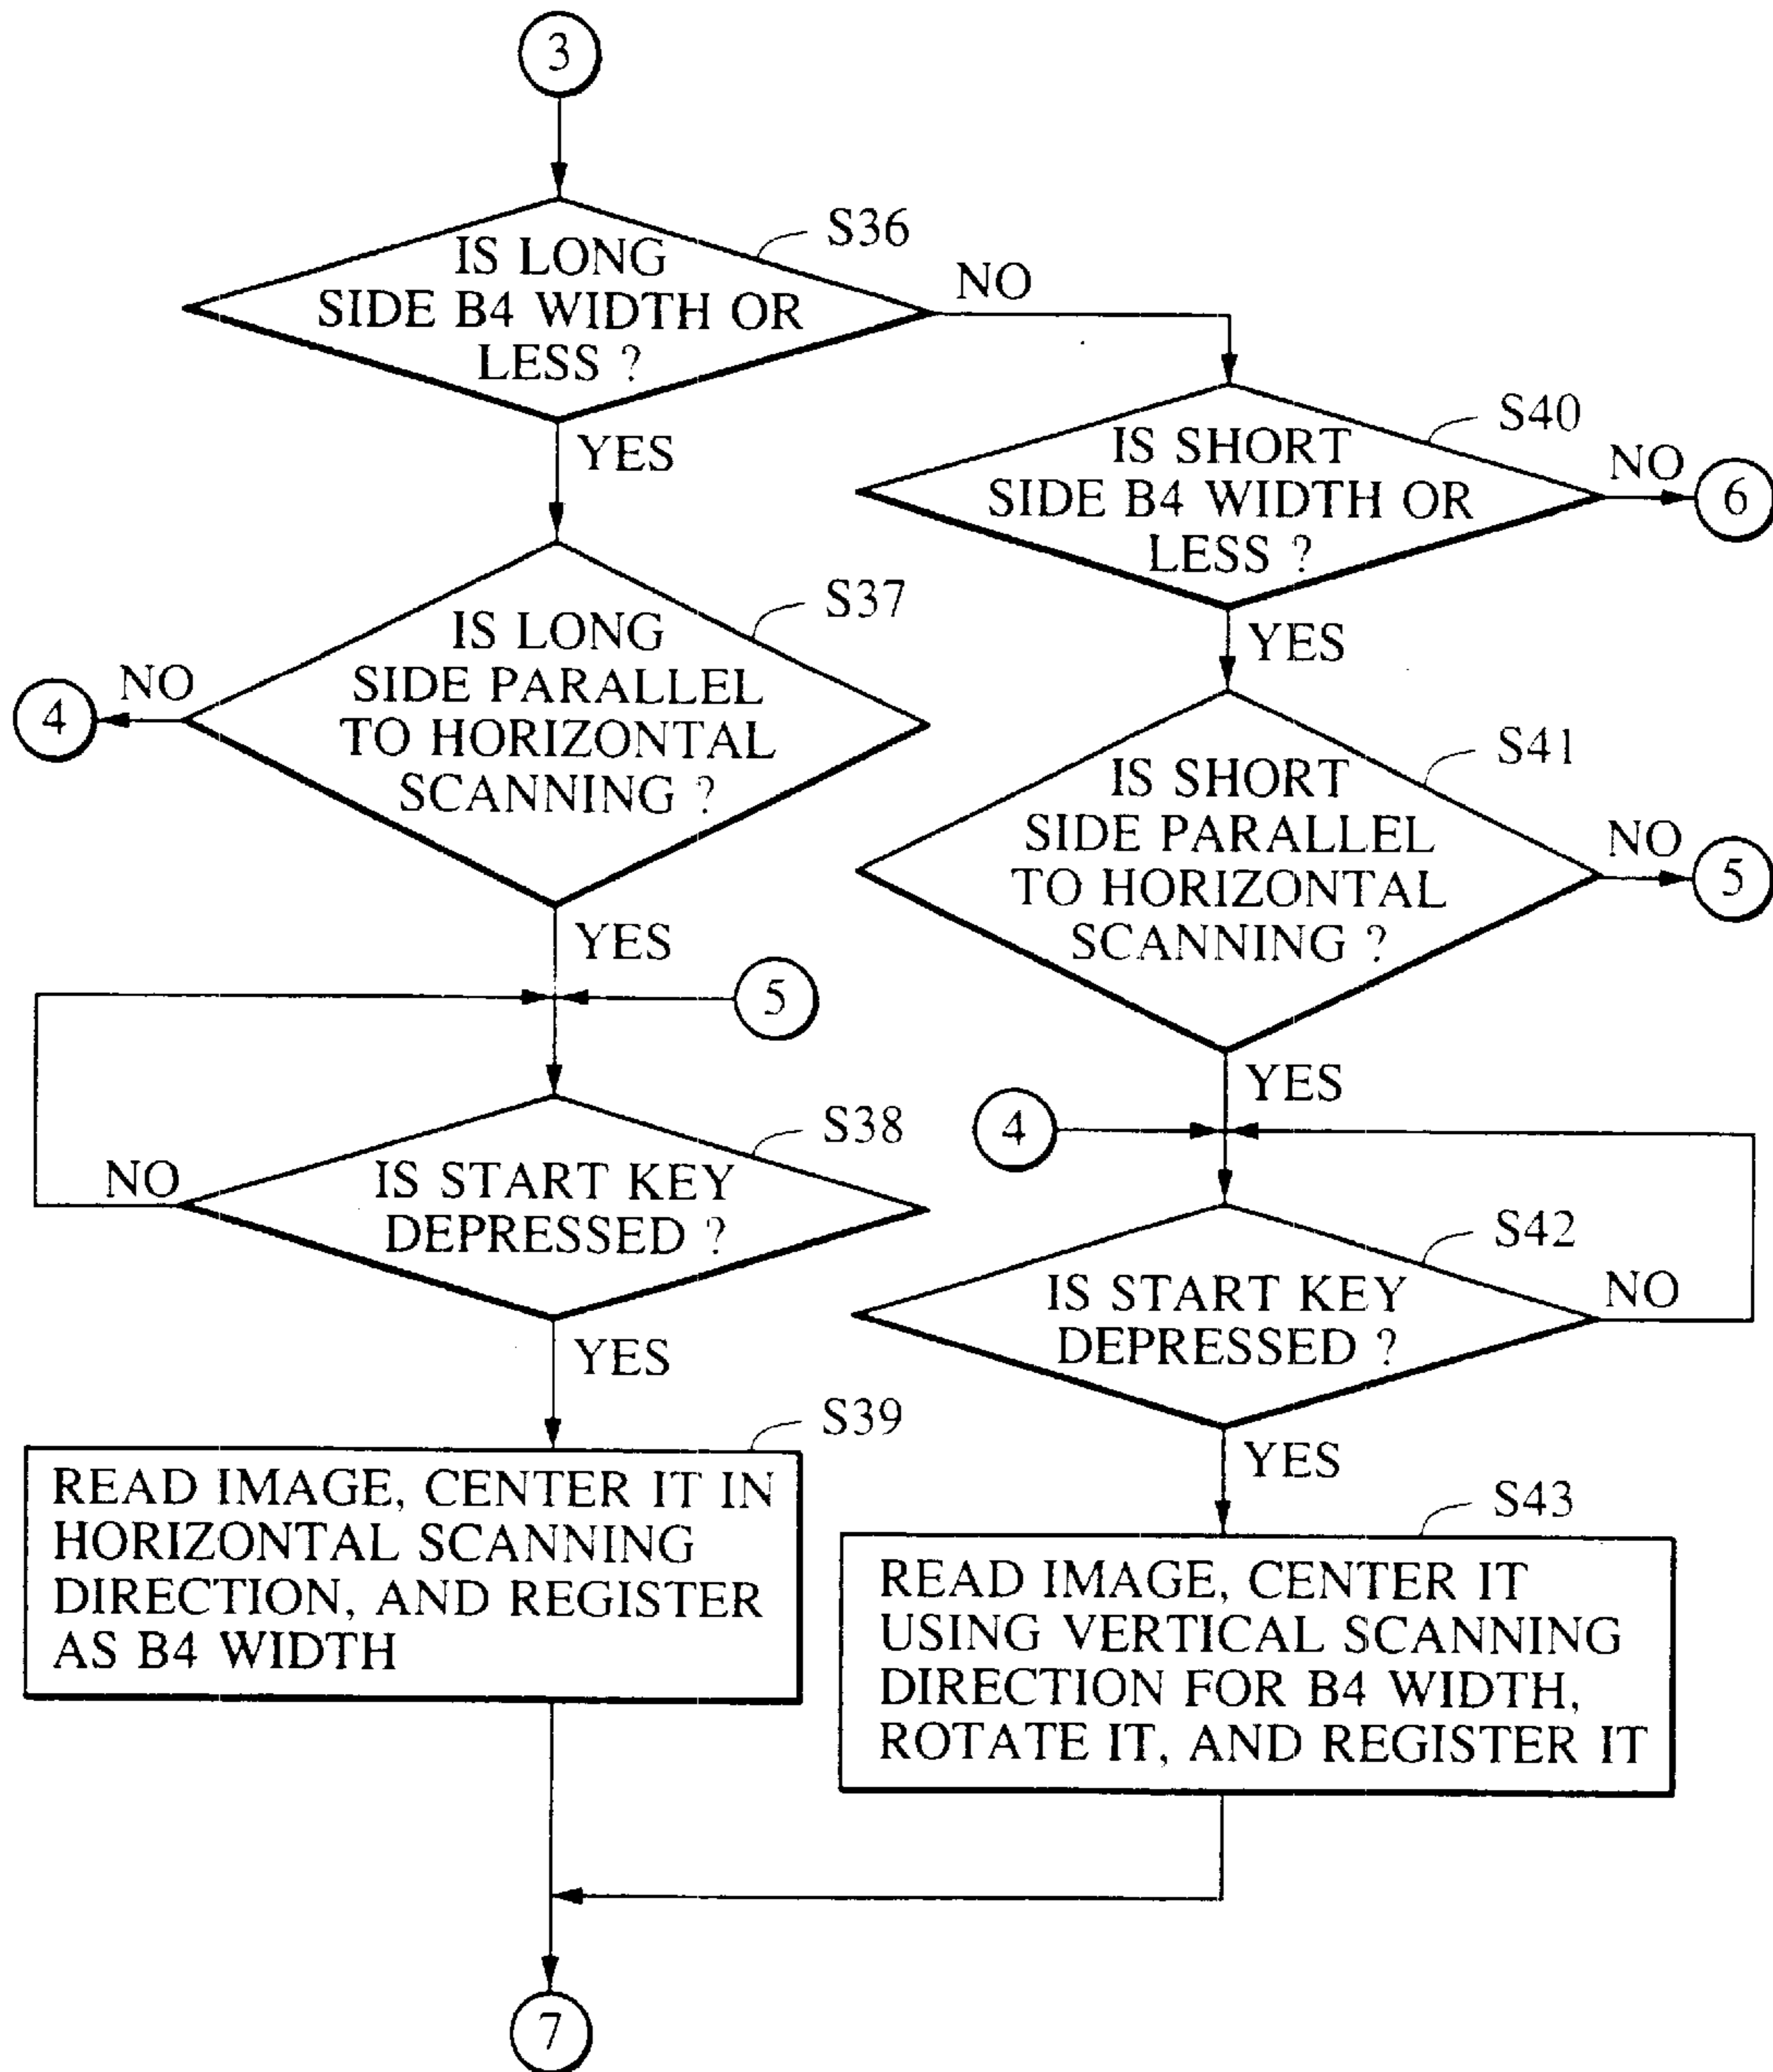 3
S36
IS LONG
SIDE B4 WIDTH OR
LESS ?
NO
YES
S40
IS SHORT
SIDE B4 WIDTH OR
LESS ?
NO
6
YES
S37
IS LONG
SIDE PARALLEL
TO HORIZONTAL
SCANNING ?
NO
4
YES
S41
IS SHORT
SIDE PARALLEL
TO HORIZONTAL
SCANNING ?
NO
5
YES
5
4
S38
IS START KEY
DEPRESSED ?
NO
YES
S42
IS START KEY
DEPRESSED ?
NO
YES
S39
READ IMAGE, CENTER IT IN
HORIZONTAL SCANNING
DIRECTION, AND REGISTER
AS B4 WIDTH
S43
READ IMAGE, CENTER IT
USING VERTICAL SCANNING
DIRECTION FOR B4 WIDTH,
ROTATE IT, AND REGISTER IT
7